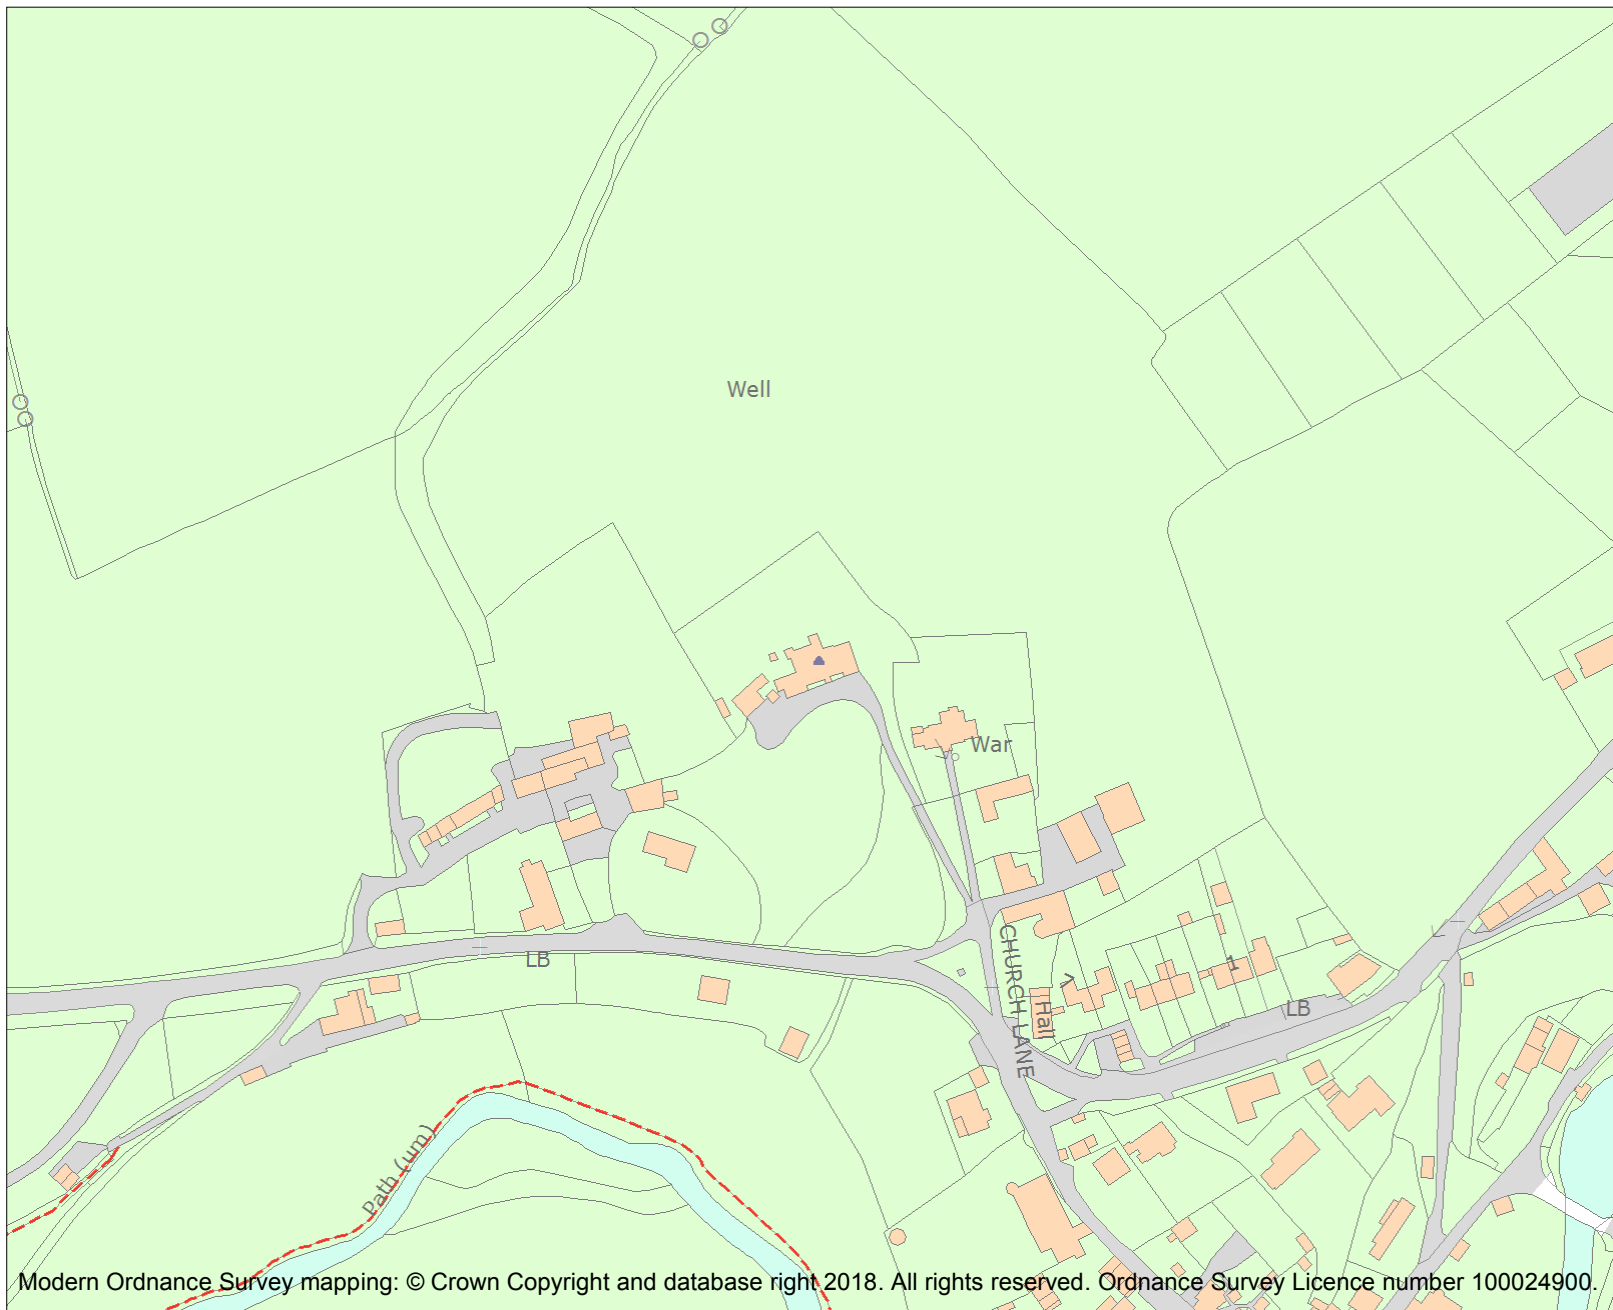 Well
War
LB
CHURCH LANE
Hall
1
LB
Path (um)
Modern Ordnance Survey mapping: © Crown Copyright and database right 2018. All rights reserved. Ordnance Survey Licence number 100024900.